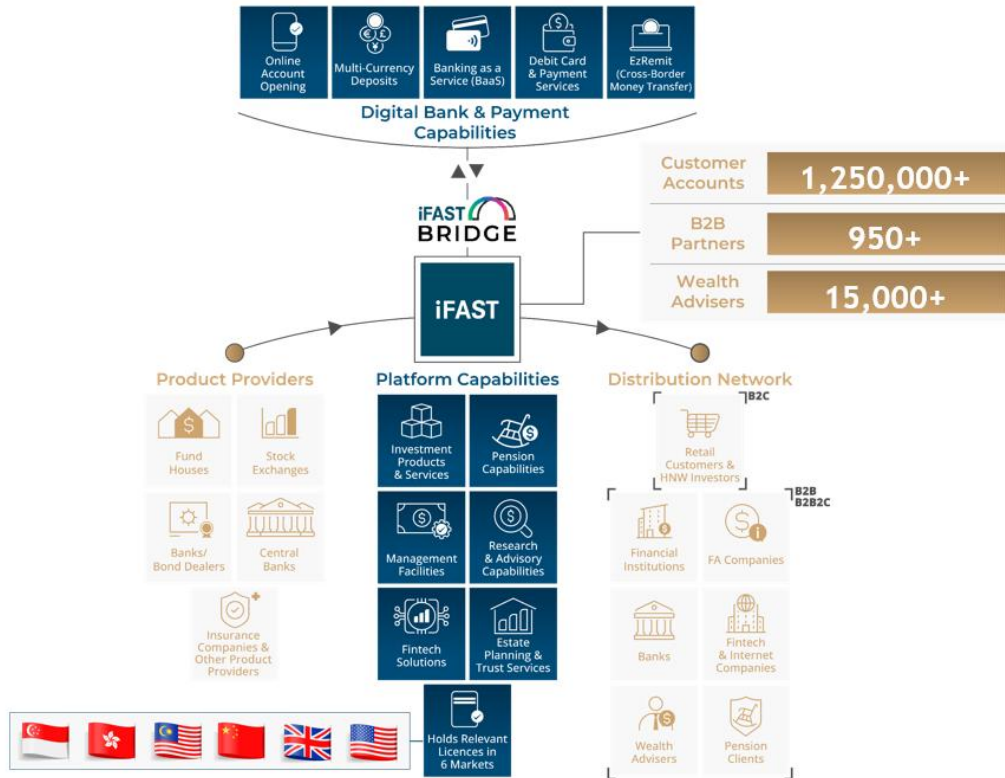 Online
Account
Opening
Multi-Currency
Deposits
Banking as a
Service (BaaS)
Debit Card
& Payment
Services
EzRemit
(Cross-Border
Money Transfer)
Digital Bank & Payment
Capabilities
iFAST
BRIDGE
iFAST
Customer
Accounts
1,250,000+
B2B
Partners
950+
Wealth
Advisers
15,000+
Product Providers
Fund
Houses
Stock
Exchanges
Banks/
Bond Dealers
Central
Banks
Insurance
Companies &
Other Product
Providers
Platform Capabilities
Investment
Products
& Services
Pension
Capabilities
Management
Facilities
Research
& Advisory
Capabilities
Fintech
Solutions
Estate
Planning &
Trust Services
Holds Relevant
Licences in
6 Markets
Distribution Network
B2C
Retail
Customers &
HNW Investors
B2B
B2B2C
Financial
Institutions
FA Companies
Banks
Fintech
& Internet
Companies
Wealth
Advisers
Pension
Clients